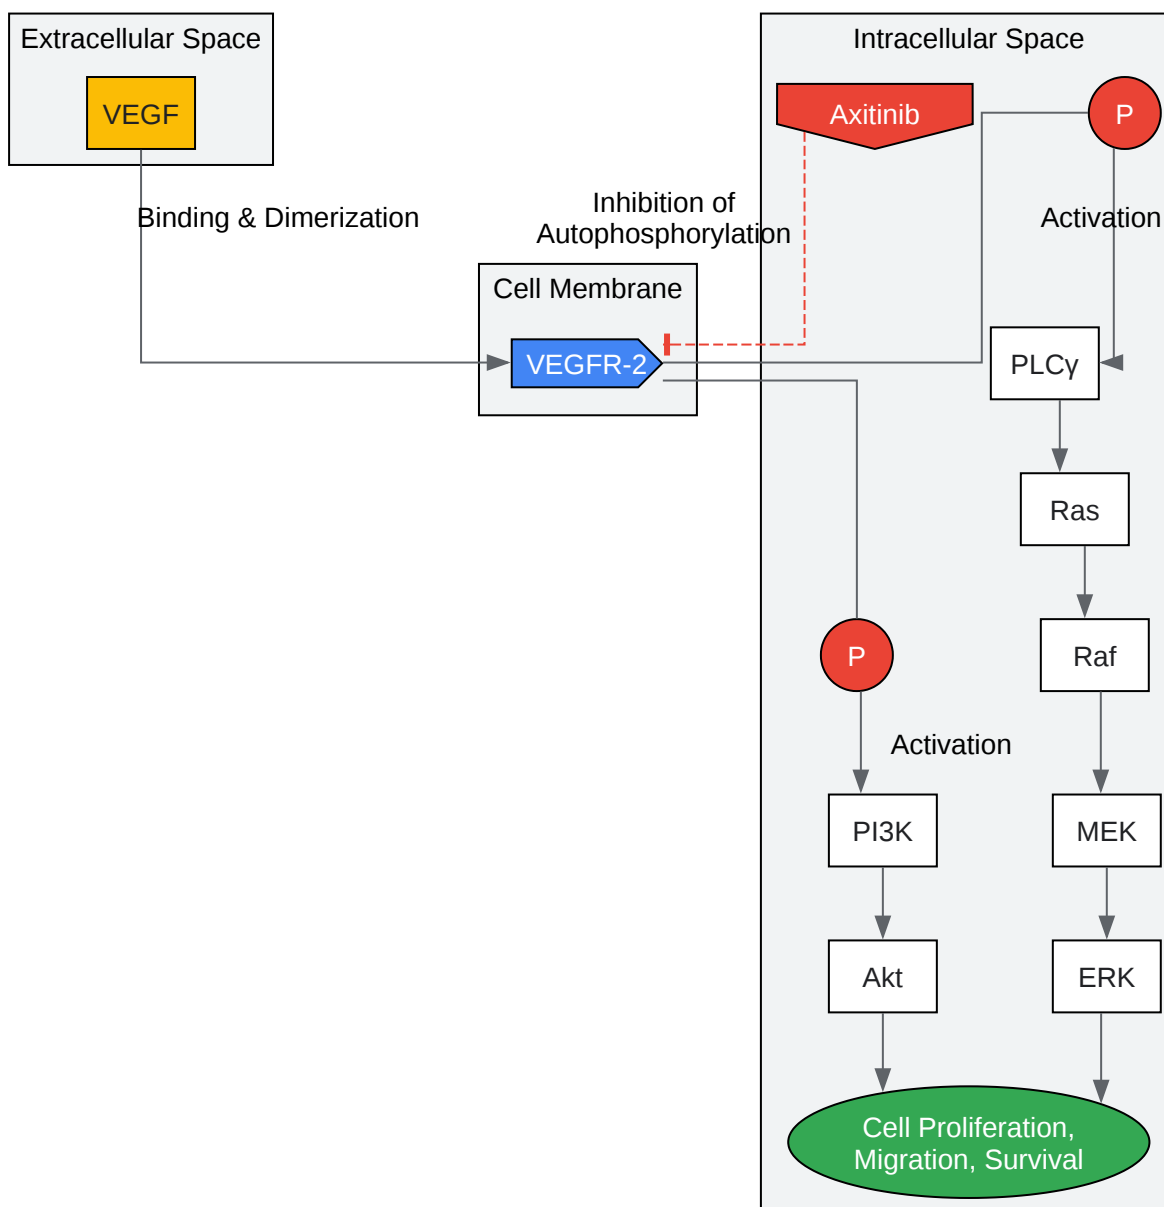 Extracellular Space
VEGF
Binding & Dimerization
Inhibition of
Autophosphorylation
Cell Membrane
VEGFR-2
Intracellular Space
Axitinib
P
Activation
PLCγ
Ras
Raf
P
Activation
PI3K
MEK
Akt
ERK
Cell Proliferation,
Migration, Survival